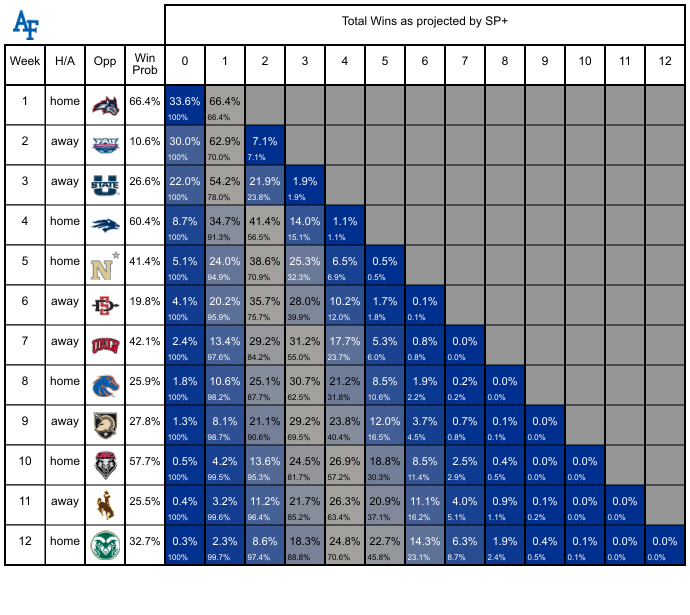 AF
Total Wins as projected by SP+
Week H/A Opp Win Prob 0 1 2 3 4 5 6 7 8 9 10 11 12
1 home 66.4% 33.6% 66.4%
100% 66.4%
2 away FAU 10.6% 30.0% 62.9% 7.1%
100% 70.0% 7.1%
3 away U STATE 26.6% 22.0% 54.2% 21.9% 1.9%
100% 78.0% 23.8% 1.9%
4 home 60.4% 8.7% 34.7% 41.4% 14.0% 1.1%
100% 91.3% 56.5% 15.1% 1.1%
5 home N 41.4% 5.1% 24.0% 38.6% 25.3% 6.5% 0.5%
100% 94.9% 70.9% 32.3% 6.9% 0.5%
6 away SD 19.8% 4.1% 20.2% 35.7% 28.0% 10.2% 1.7% 0.1%
100% 95.9% 75.7% 39.9% 12.0% 1.8% 0.1%
7 away UNLV 42.1% 2.4% 13.4% 29.2% 31.2% 17.7% 5.3% 0.8% 0.0%
100% 97.6% 84.2% 55.0% 23.7% 6.0% 0.8% 0.0%
8 home 25.9% 1.8% 10.6% 25.1% 30.7% 21.2% 8.5% 1.9% 0.2% 0.0%
100% 98.2% 87.7% 62.5% 31.8% 10.6% 2.2% 0.2% 0.0%
9 away 27.8% 1.3% 8.1% 21.1% 29.2% 23.8% 12.0% 3.7% 0.7% 0.1% 0.0%
100% 98.7% 90.6% 69.5% 40.4% 16.5% 4.5% 0.8% 0.1% 0.0%
10 home 57.7% 0.5% 4.2% 13.6% 24.5% 26.9% 18.8% 8.5% 2.5% 0.4% 0.0% 0.0%
100% 99.5% 95.3% 81.7% 57.2% 30.3% 11.4% 2.9% 0.5% 0.0% 0.0%
11 away 25.5% 0.4% 3.2% 11.2% 21.7% 26.3% 20.9% 11.1% 4.0% 0.9% 0.1% 0.0% 0.0%
100% 99.6% 96.4% 85.2% 63.4% 37.1% 16.2% 5.1% 1.1% 0.2% 0.0% 0.0%
12 home 32.7% 0.3% 2.3% 8.6% 18.3% 24.8% 22.7% 14.3% 6.3% 1.9% 0.4% 0.1% 0.0% 0.0%
100% 99.7% 97.4% 88.8% 70.6% 45.8% 23.1% 8.7% 2.4% 0.5% 0.1% 0.0% 0.0%